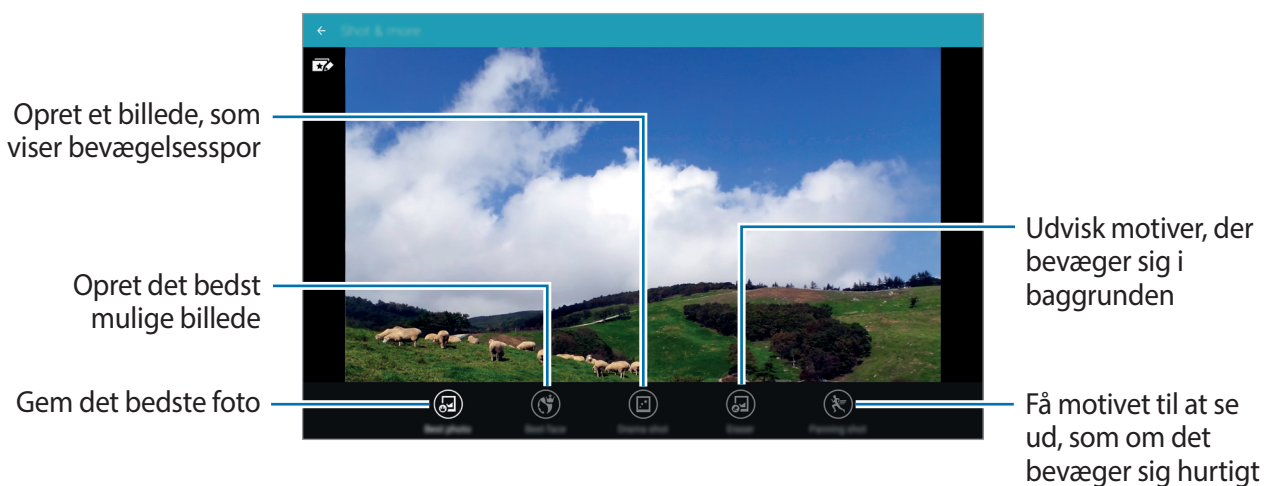 Shot & more
Opret et billede, som
viser bevægelsesspor
Opret det bedst
mulige billede
Gem det bedste foto
Udvisk motiver, der
bevæger sig i
baggrunden
Få motivet til at se
ud, som om det
bevæger sig hurtigt
Best photo
Best face
Drama shot
Eraser
Panning shot